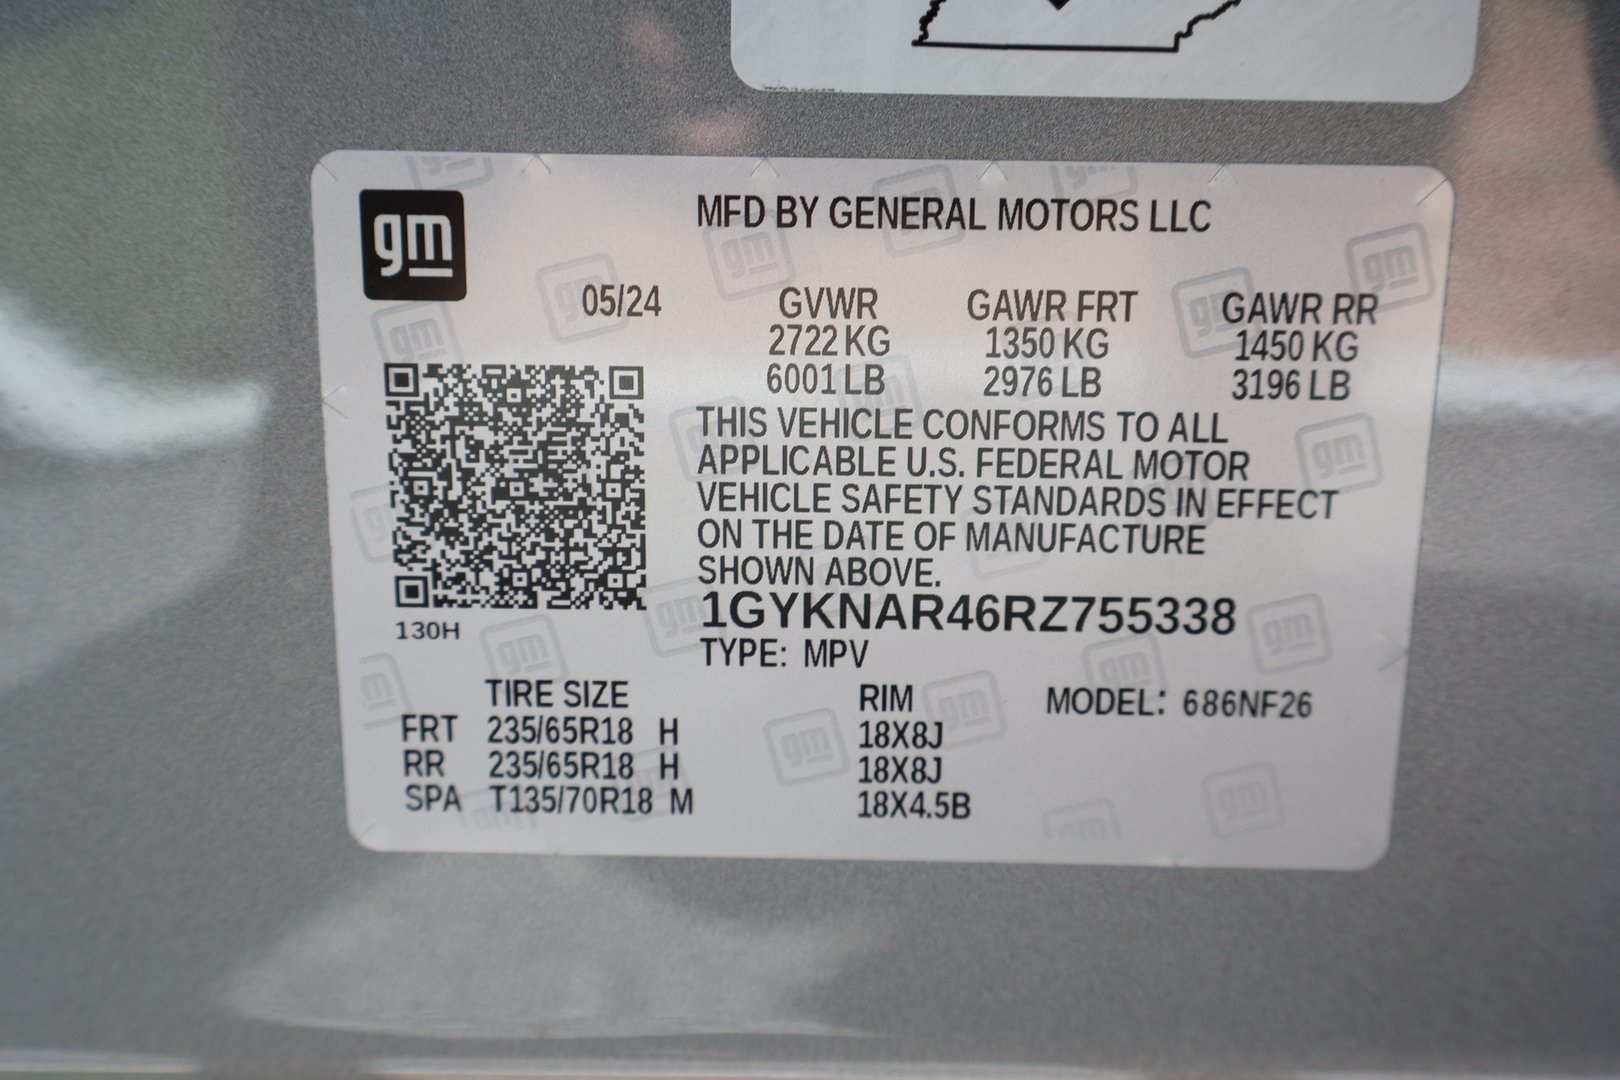 gm
MFD BY GENERAL MOTORS LLC
05/24 GVWR GAWR FRT GAWR RR
2722 KG 1350 KG 1450 KG
6001 LB 2976 LB 3196 LB
THIS VEHICLE CONFORMS TO ALL
APPLICABLE U.S. FEDERAL MOTOR
VEHICLE SAFETY STANDARDS IN EFFECT
ON THE DATE OF MANUFACTURE
SHOWN ABOVE.
1GYKNAR46RZ755338
130H
TYPE: MPV
TIRE SIZE RIM MODEL: 686NF26
FRT 235/65R18 H 18X8J
RR 235/65R18 H 18X8J
SPA T135/70R18 M 18X4.5B